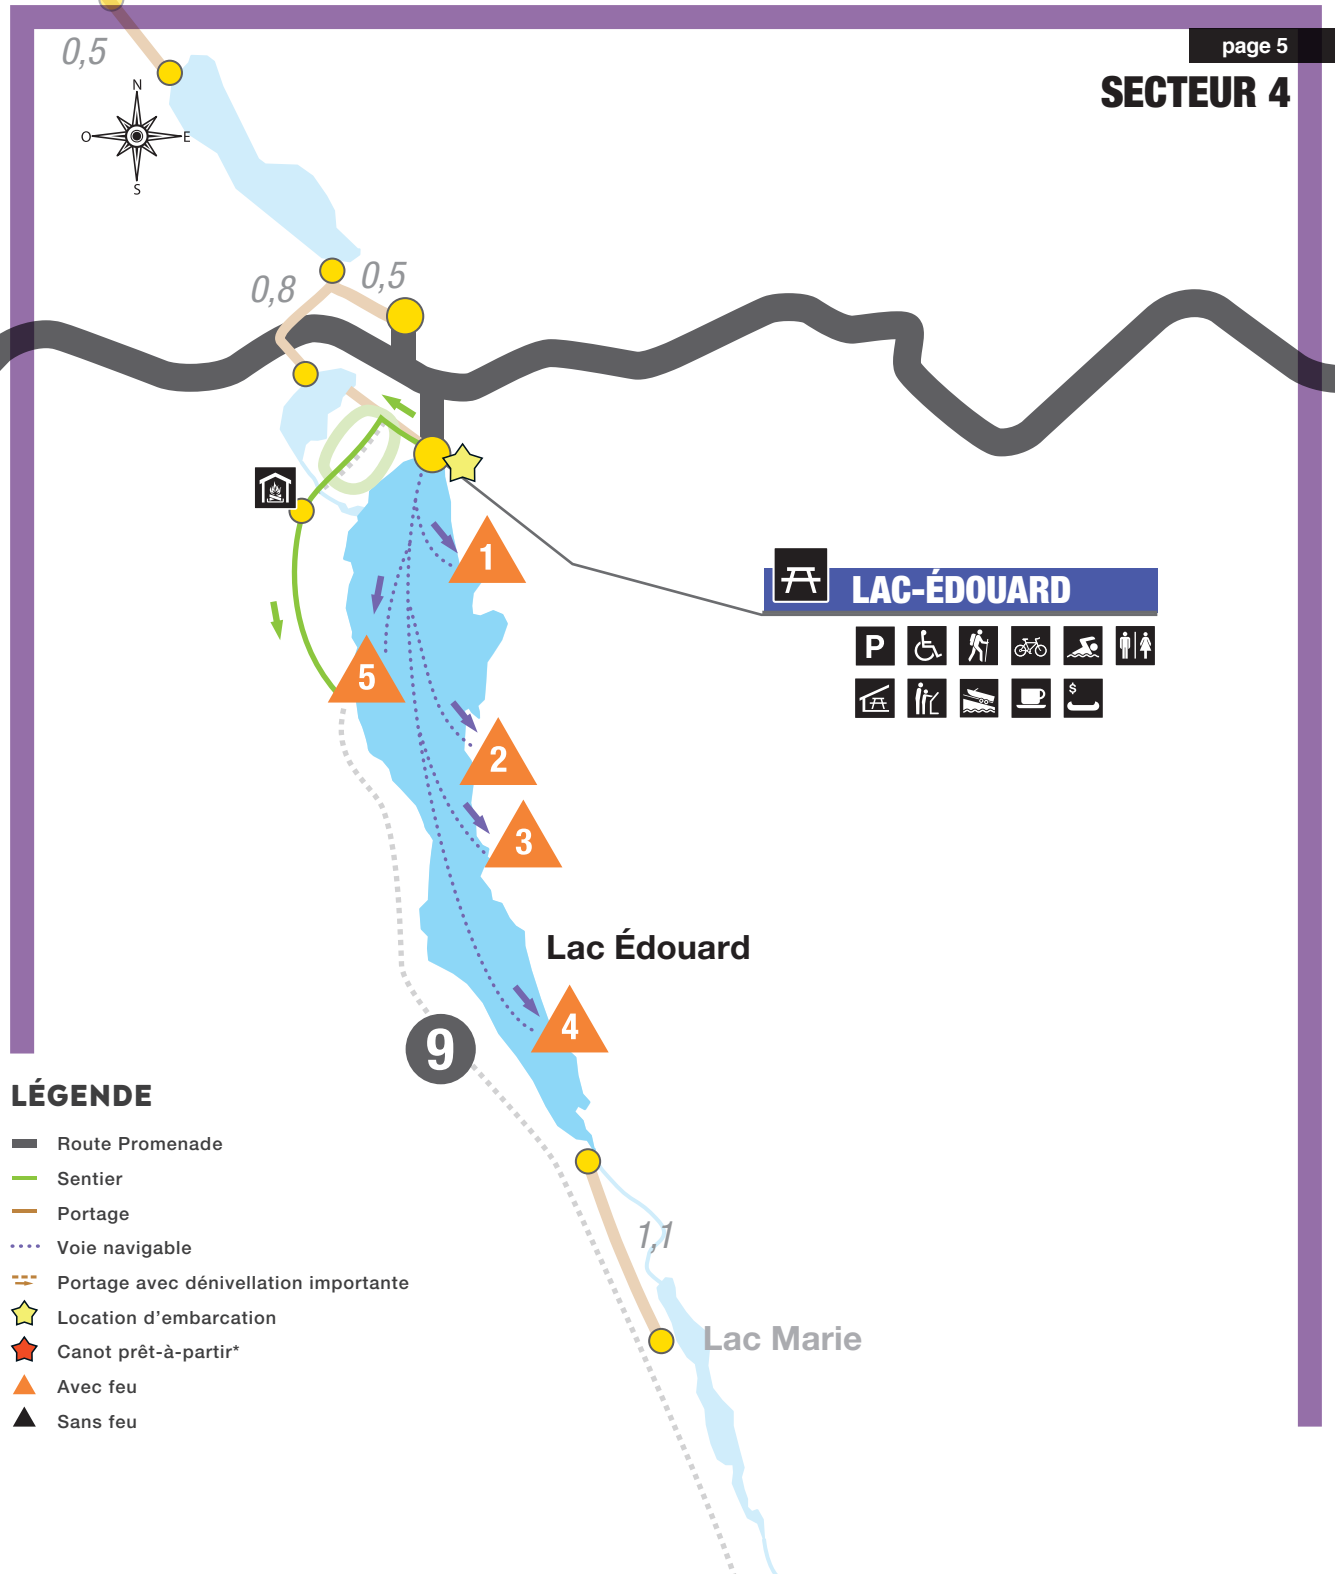 page 5
SECTEUR 4
0,5
N
O
E
S
0,8
0,5
1
LAC-ÉDOUARD
P
$
5
2
3
Lac Édouard
4
9
LÉGENDE
Route Promenade
Sentier
Portage
Voie navigable
Portage avec dénivellation importante
Location d'embarcation
Canot prêt-à-partir*
Avec feu
Sans feu
1,1
Lac Marie